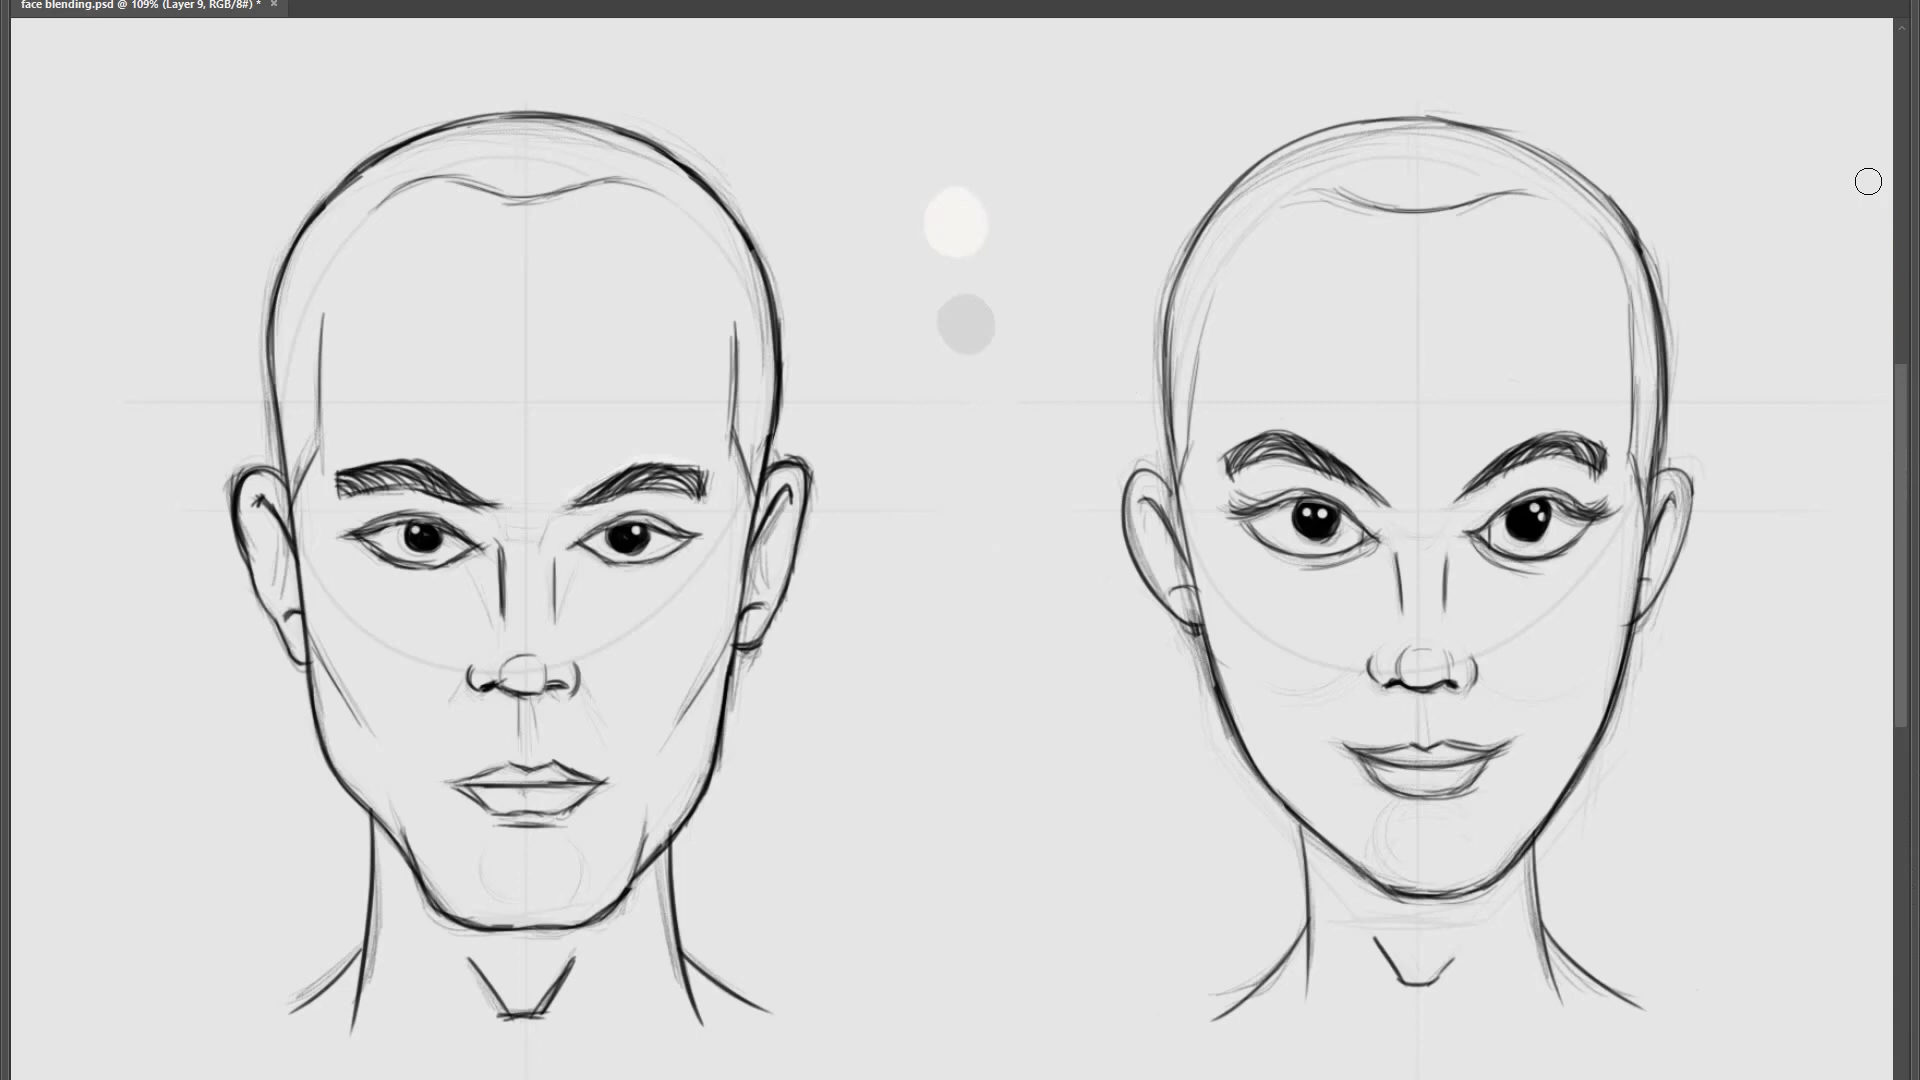 face blending.psd @ 109% (Layer 9, RGB/8#) *